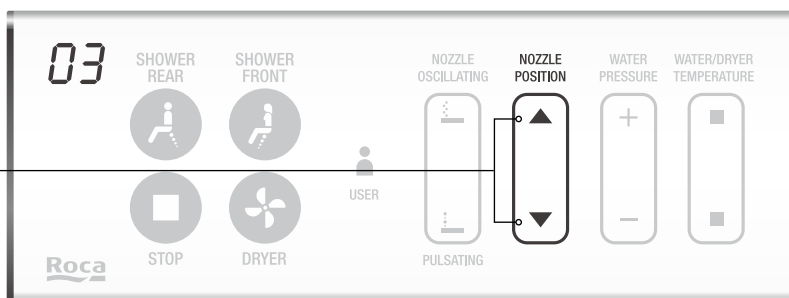 03
SHOWER
REAR
SHOWER
FRONT
NOZZLE
OSCILLATING
NOZZLE
POSITION
WATER
PRESSURE
WATER/DRYER
TEMPERATURE
USER
STOP
DRYER
PULSATING
Roca